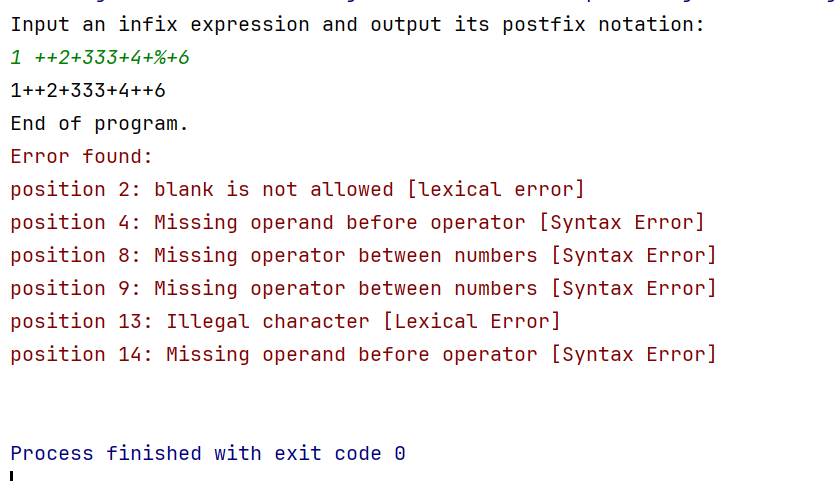 Input an infix expression and output its postfix notation:
1 ++2+333+4+%+6
1++2+333+4++6
End of program.
Error found:
position 2: blank is not allowed [lexical error]
position 4: Missing operand before operator [Syntax Error]
position 8: Missing operator between numbers [Syntax Error]
position 9: Missing operator between numbers [Syntax Error]
position 13: Illegal character [Lexical Error]
position 14: Missing operand before operator [Syntax Error]
Process finished with exit code 0